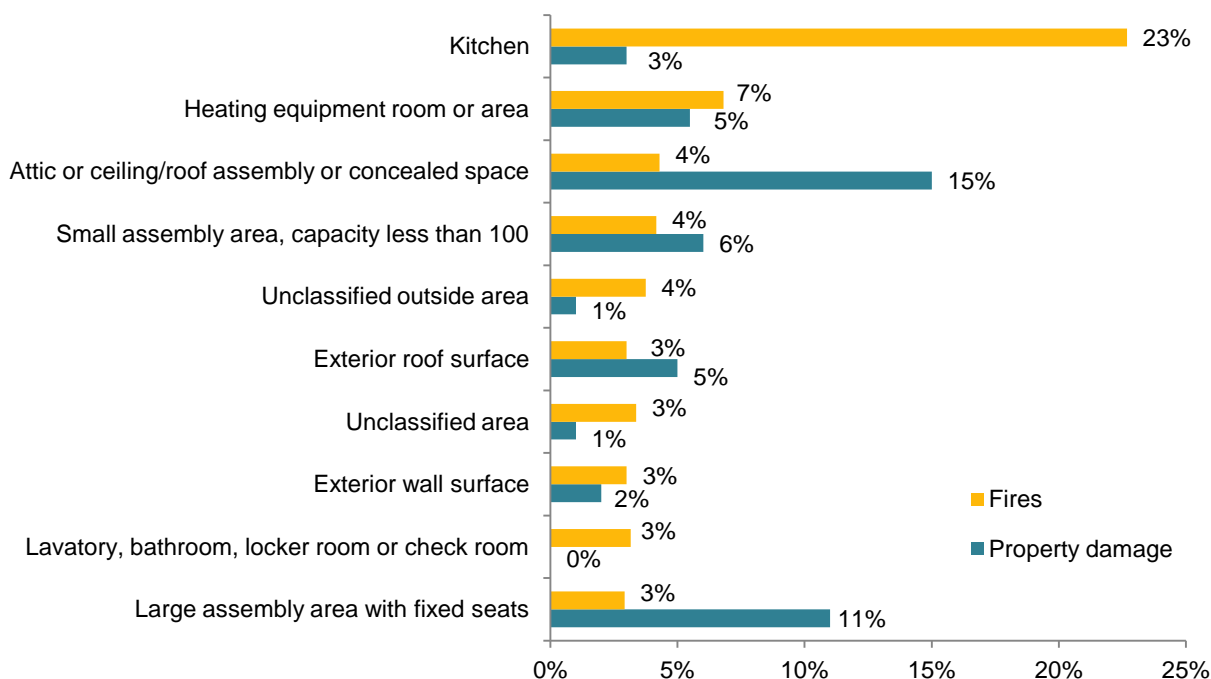 Kitchen
23%
3%
Heating equipment room or area
7%
5%
Attic or ceiling/roof assembly or concealed space
4%
15%
Small assembly area, capacity less than 100
4%
6%
Unclassified outside area
4%
1%
Exterior roof surface
3%
5%
Unclassified area
3%
1%
Exterior wall surface
3%
2%
Fires
Lavatory, bathroom, locker room or check room
3%
0%
Property damage
Large assembly area with fixed seats
3%
11%
0% 5% 10% 15% 20% 25%